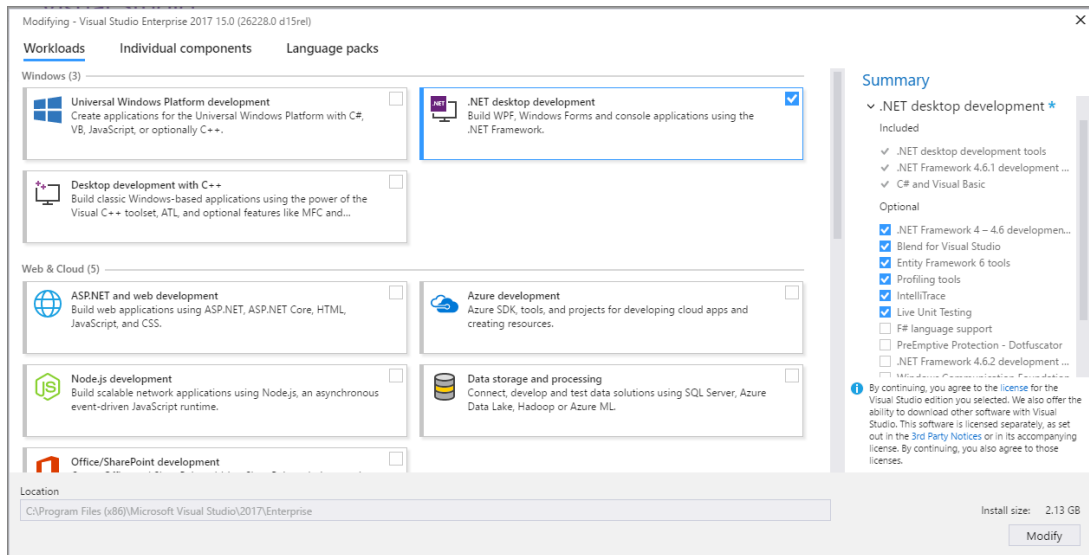 Modifying - Visual Studio Enterprise 2017 15.0 (26228.0 d15rel)
Workloads
Individual components
Language packs
Windows (3)
Universal Windows Platform development
Create applications for the Universal Windows Platform with C#,
VB, JavaScript, or optionally C++.
.NET
.NET desktop development
Build WPF, Windows Forms and console applications using the
.NET Framework.
Desktop development with C++
Build classic Windows-based applications using the power of the
Visual C++ toolset, ATL, and optional features like MFC and...
Web & Cloud (5)
ASP.NET and web development
Build web applications using ASP.NET, ASP.NET Core, HTML,
JavaScript, and CSS.
Azure development
Azure SDK, tools, and projects for developing cloud apps and
creating resources.
JS
Node.js development
Build scalable network applications using Node.js, an asynchronous
event-driven JavaScript runtime.
Data storage and processing
Connect, develop and test data solutions using SQL Server, Azure
Data Lake, Hadoop or Azure ML.
Office/SharePoint development
Summary
.NET desktop development *
Included
.NET desktop development tools
.NET Framework 4.6.1 development ...
C# and Visual Basic
Optional
.NET Framework 4 – 4.6 developmen...
Blend for Visual Studio
Entity Framework 6 tools
Profiling tools
IntelliTrace
Live Unit Testing
F# language support
PreEmptive Protection - Dotfuscator
.NET Framework 4.6.2 development ...
Windows Communication Foundation
By continuing, you agree to the license for the
Visual Studio edition you selected. We also offer the
ability to download other software with Visual
Studio. This software is licensed separately, as set
out in the 3rd Party Notices or in its accompanying
license. By continuing, you also agree to those
licenses.
Location
C:\Program Files (x86)\Microsoft Visual Studio\2017\Enterprise
Install size: 2.13 GB
Modify